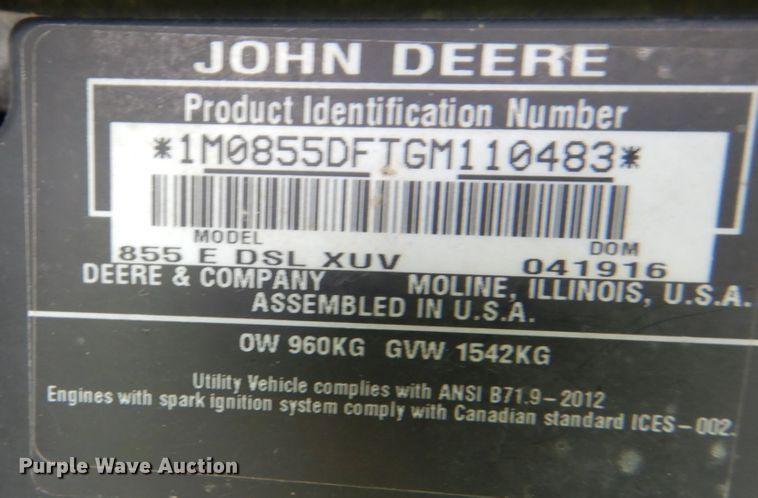 JOHN DEERE
Product Identification Number
*1M0855DFTGM110483*
MODEL DOM
855 E DSL XUV 041916
DEERE & COMPANY MOLINE, ILLINOIS, U.S.A.
ASSEMBLED IN U.S.A.
OW 960KG GVW 1542KG
Utility Vehicle complies with ANSI B71.9-2012
Engines with spark ignition system comply with Canadian standard ICES-002.
Purple Wave Auction